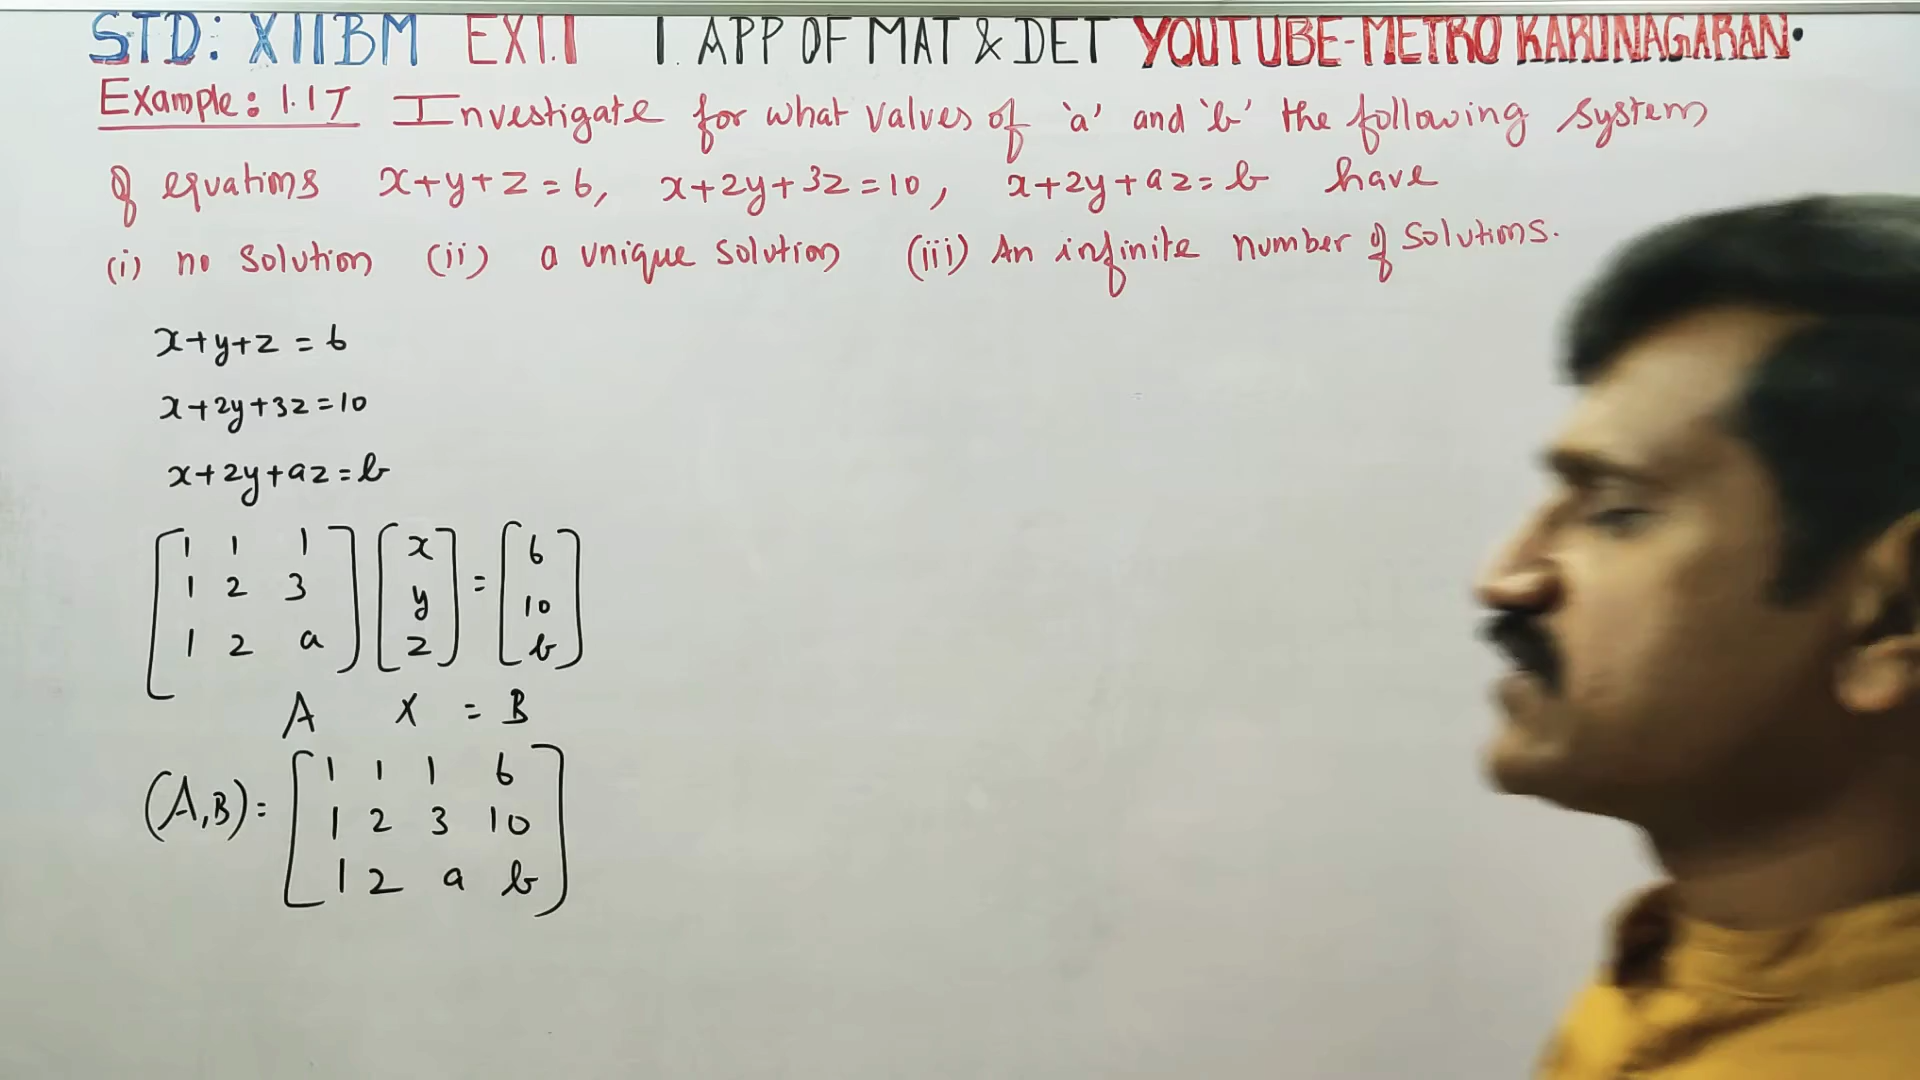 STD: XIIBM EX1.1 1. APP OF MAT & DET YOUTUBE-METRO KARUNAGARAN.
Example: 1.17 Investigate for what values of 'a' and 'b' the following system
of equations x+y+z=6, x+2y+3z=10, x+2y+az=b have
(i) no solution (ii) a unique solution (iii) An infinite number of solutions.
x+y+z=6
x+2y+3z=10
x+2y+az=b
[1 1 1] [x] = [6]
[1 2 3] [y] [10]
[1 2 a] [z] [b]
A X = B
(A,B)= [1 1 1 6]
[1 2 3 10]
[1 2 a b]